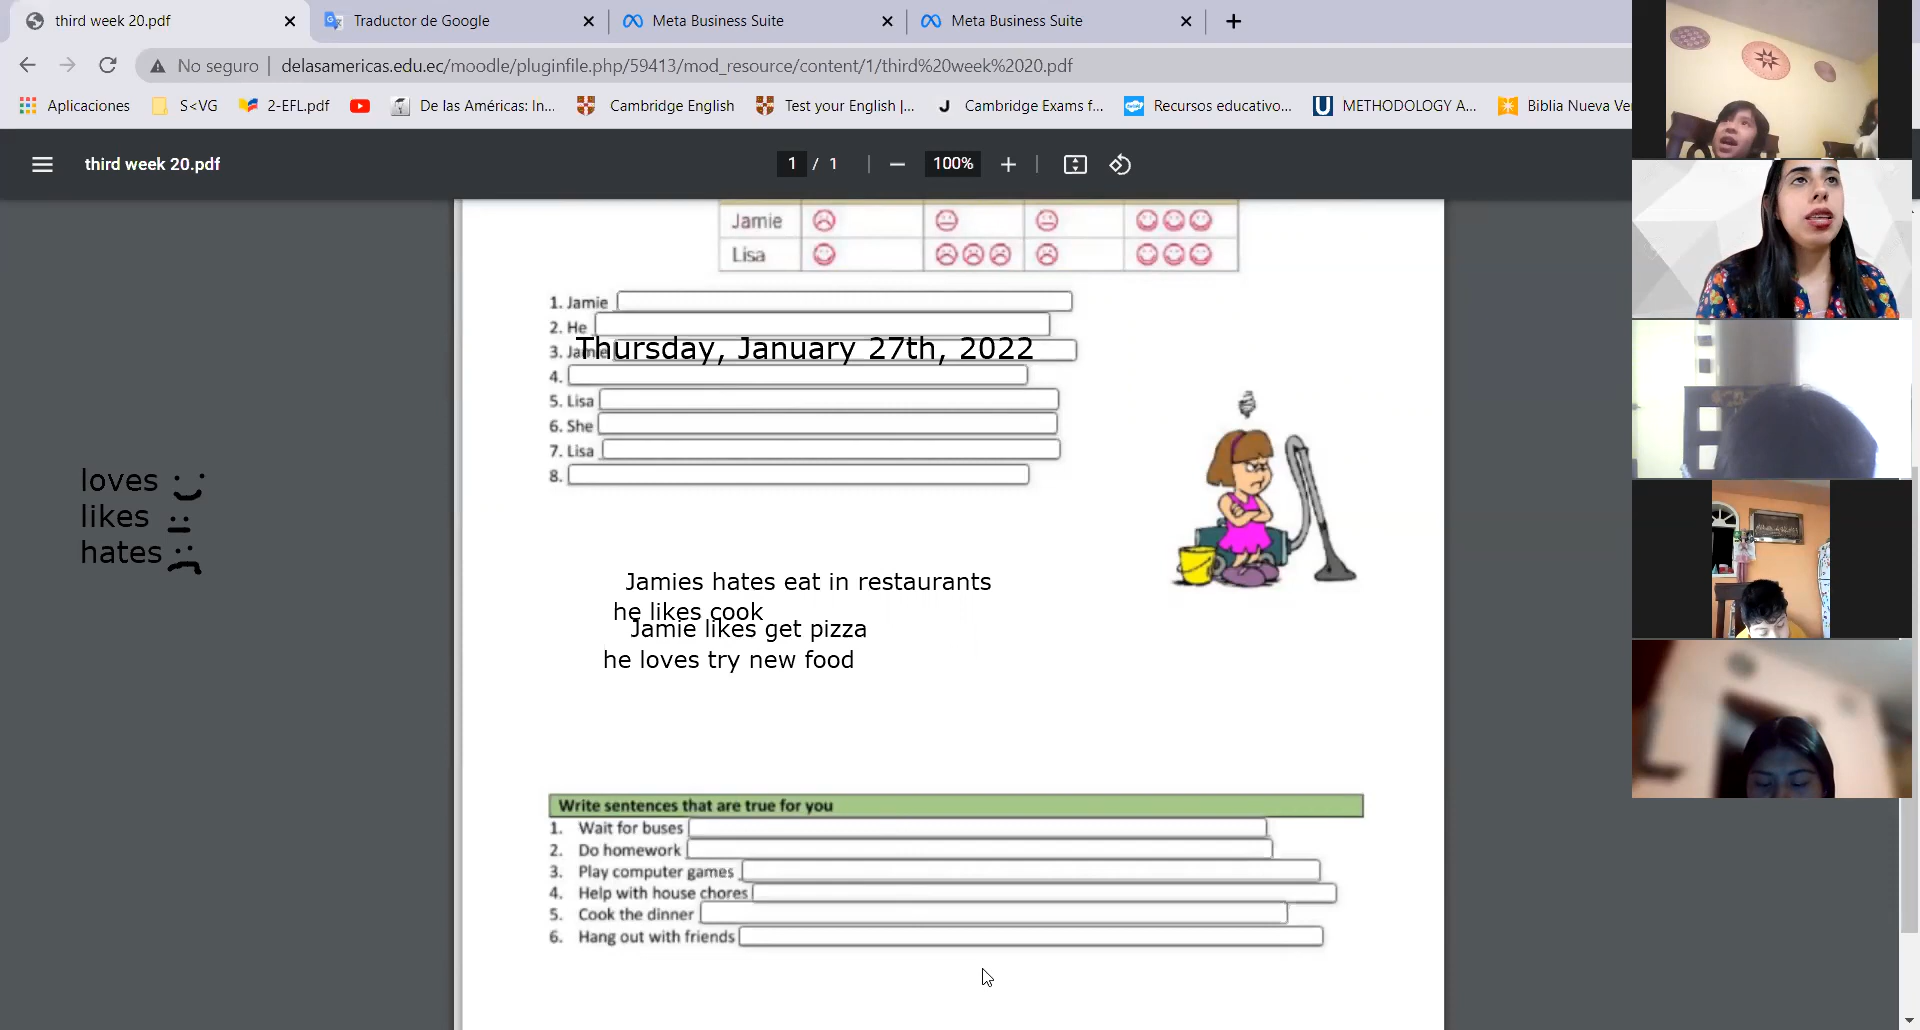 third week 20.pdf
Traductor de Google
Meta Business Suite
Meta Business Suite
No seguro
delasamericas.edu.ec/moodle/pluginfile.php/59413/mod_resource/content/1/third%20week%2020.pdf
Aplicaciones
S<VG
2-EFL.pdf
De las Américas: In...
Cambridge English
Test your English |...
Cambridge Exams f...
Recursos educativo...
METHODOLOGY A...
Biblia Nueva Ver
third week 20.pdf
1 / 1
100%
Jamie
Lisa
1. Jamie
2. He
3. Jamie
Thursday, January 27th, 2022
4.
5. Lisa
6. She
7. Lisa
8.
loves
likes
hates
Jamies hates eat in restaurants
he likes cook
Jamie likes get pizza
he loves try new food
Write sentences that are true for you
1. Wait for buses
2. Do homework
3. Play computer games
4. Help with house chores
5. Cook the dinner
6. Hang out with friends